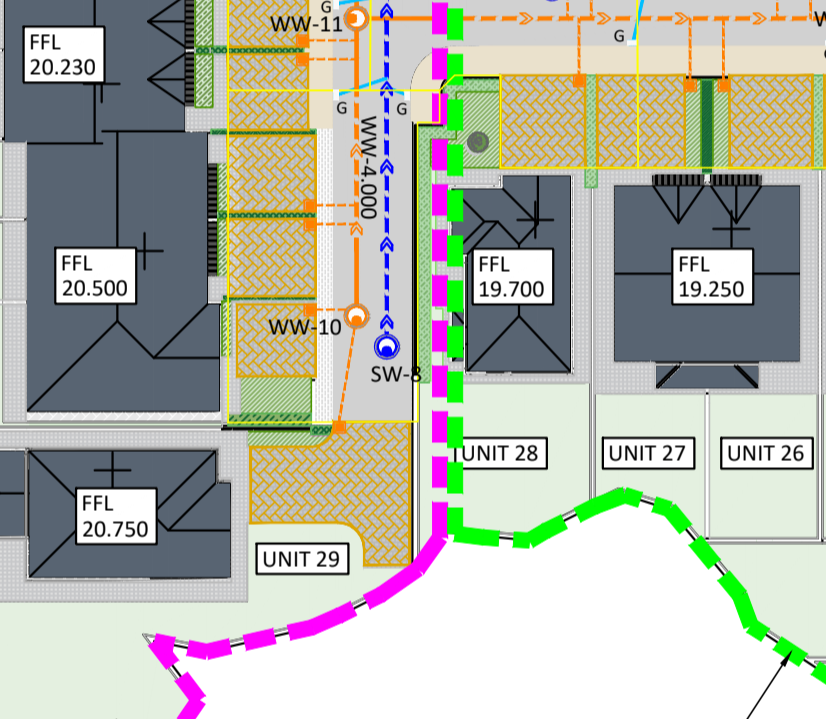 G
WW-11
G
W
FFL
20.230
G
G
WW-4.000
FFL
20.500
FFL
19.700
FFL
19.250
WW-10
SW-8
UNIT 28
UNIT 27
UNIT 26
FFL
20.750
UNIT 29